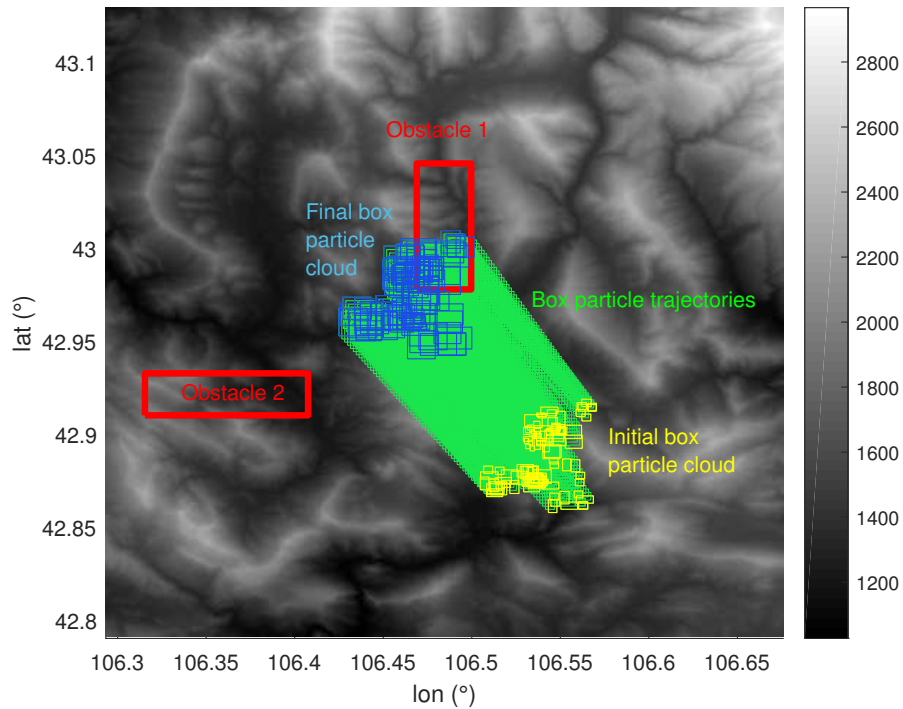 43.1
43.05
43
42.95
42.9
42.85
42.8
lat (°)
106.3
106.35
106.4
106.45
106.5
106.55
106.6
106.65
lon (°)
Obstacle 1
Final box
particle
cloud
Box particle trajectories
Obstacle 2
Initial box
particle cloud
2800
2600
2400
2200
2000
1800
1600
1400
1200